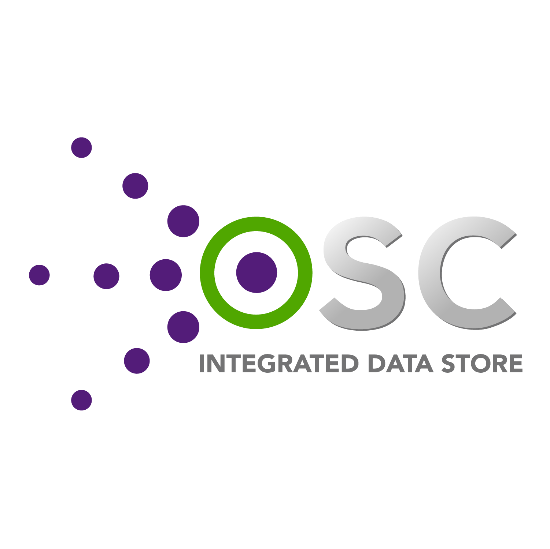 OSC
INTEGRATED DATA STORE